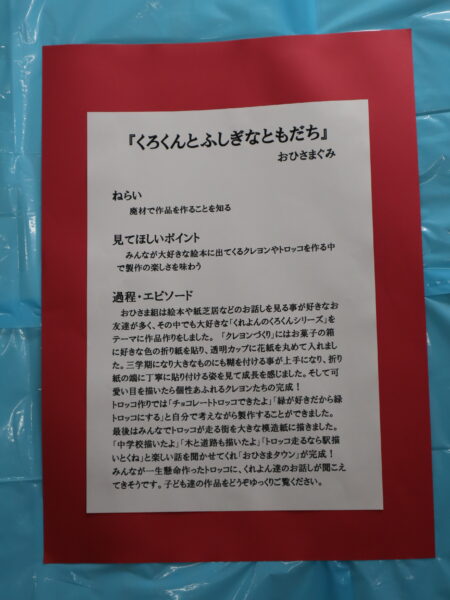 『くろくんとふしぎなともだち』
おひさまぐみ
ねらい
廃材で作品を作ることを知る
見てほしいポイント
みんなが大好きな絵本に出てくるクレヨンやトロッコを作る中
で製作の楽しさを味わう
過程・エピソード
おひさま組は絵本や紙芝居などのお話しを見る事が好きなお
友達が多く、その中でも大好きな「くれよんのくろくんシリーズ」を
テーマに作品作りをしました。「クレヨンづくり」にはお菓子の箱
に好きな色の折り紙を貼り、透明カップに花紙を丸めて入れまし
た。三学期になり大きなものにも糊を付ける事が上手になり、折り
紙の端に丁寧に貼り付ける姿を見て成長を感じました。そして可
愛い目を描いたら個性あふれるクレヨンたちの完成！
トロッコ作りでは「チョコレートトロッコできたよ」「緑が好きだから緑
トロッコにする」と自分で考えながら製作することができました。
最後はみんなでトロッコが走る街を大きな模造紙に描きました。
「中学校描いたよ」「木と道路も描いたよ」「トロッコ走るなら駅描
いとくね」と楽しい話を聞かせてくれ「おひさまタウン」が完成！
みんなが一生懸命作ったトロッコに、くれよん達のお話しが聞こえ
てきそうです。子ども達の作品をどうぞゆっくりご覧ください。